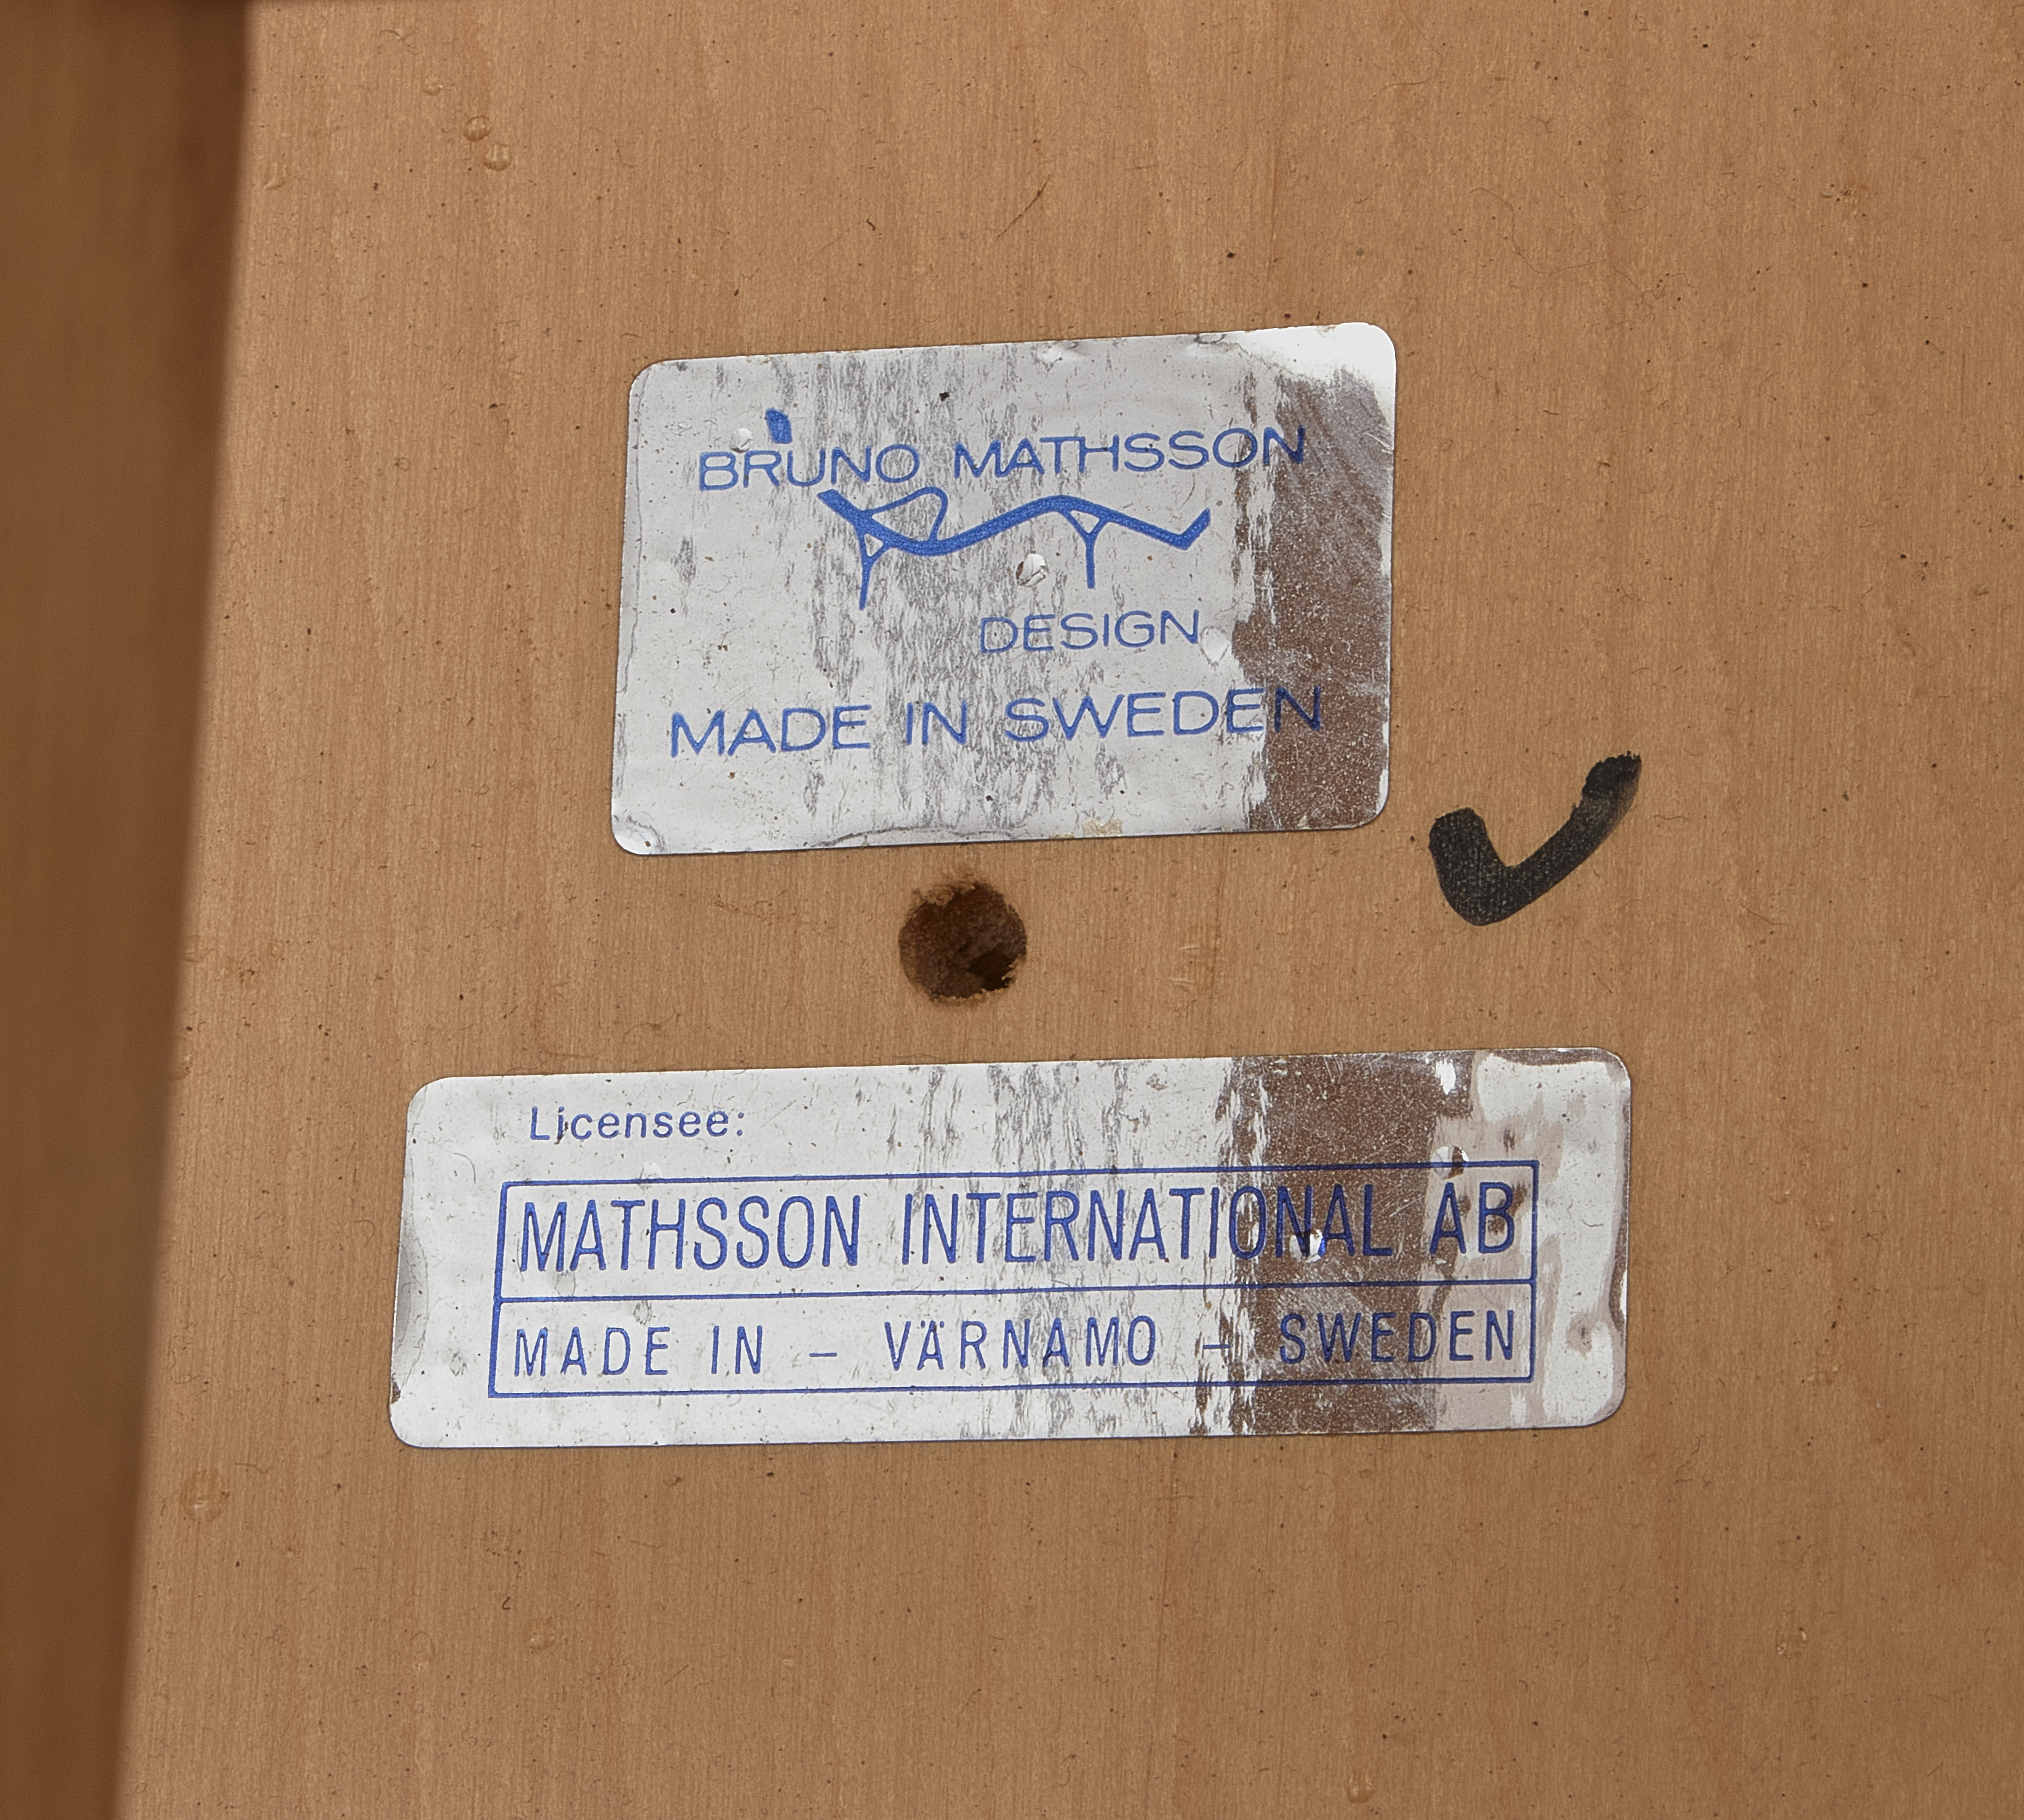 BRUNO MATHSSON
DESIGN
MADE IN SWEDEN
Licensee:
MATHSSON INTERNATIONAL AB
MADE IN – VÄRNAMO – SWEDEN